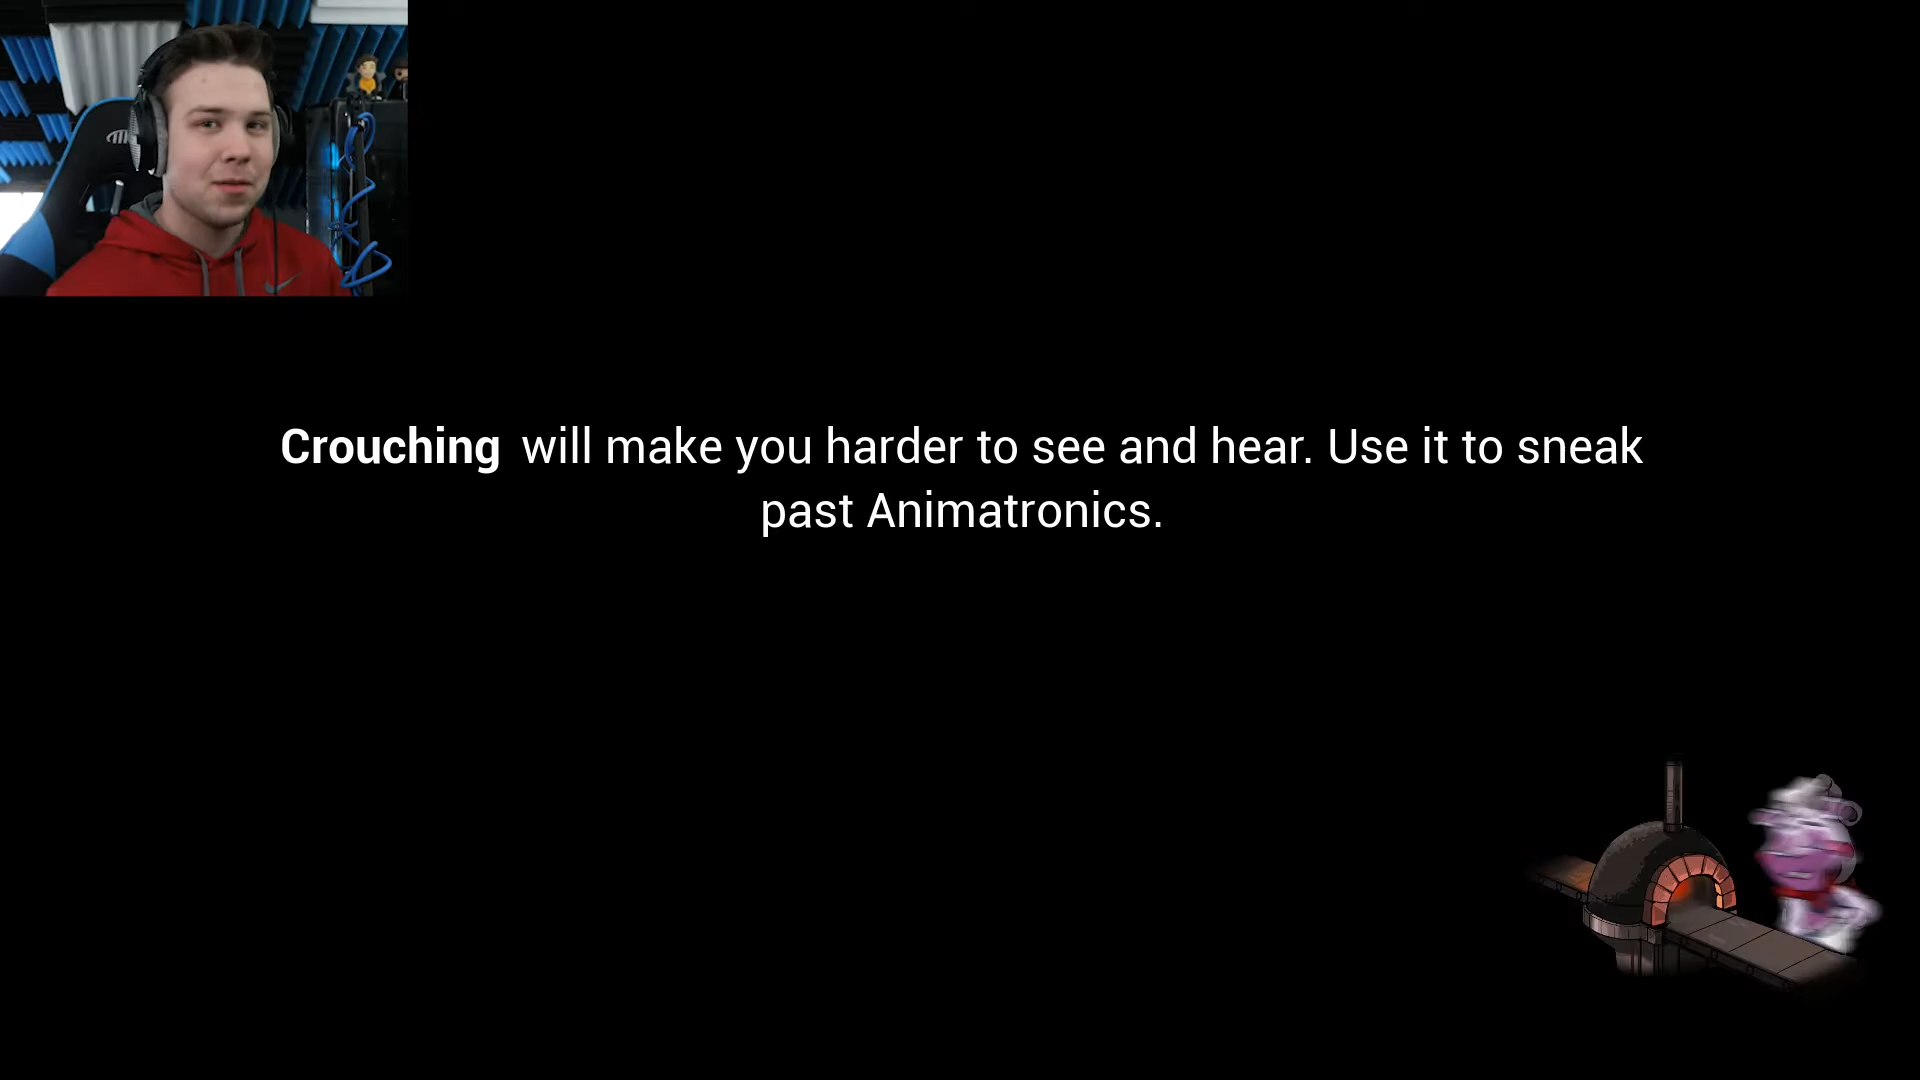 Crouching will make you harder to see and hear. Use it to sneak
past Animatronics.